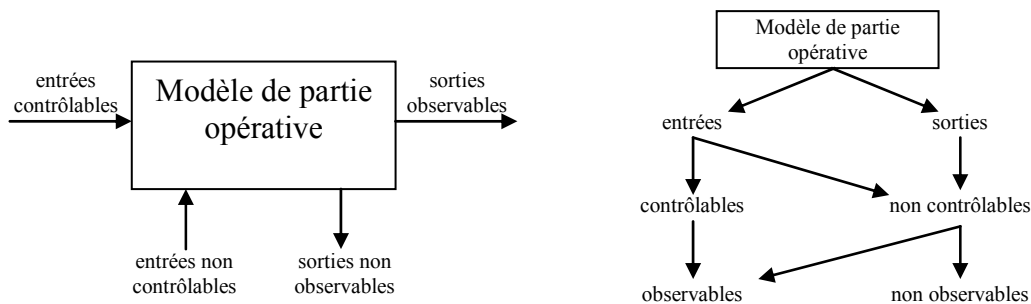 entrées
contrôlables
Modèle de partie
opérative
sorties
observables
entrées non
contrôlables
sorties non
observables
Modèle de partie
opérative
entrées
sorties
contrôlables
non contrôlables
observables
non observables